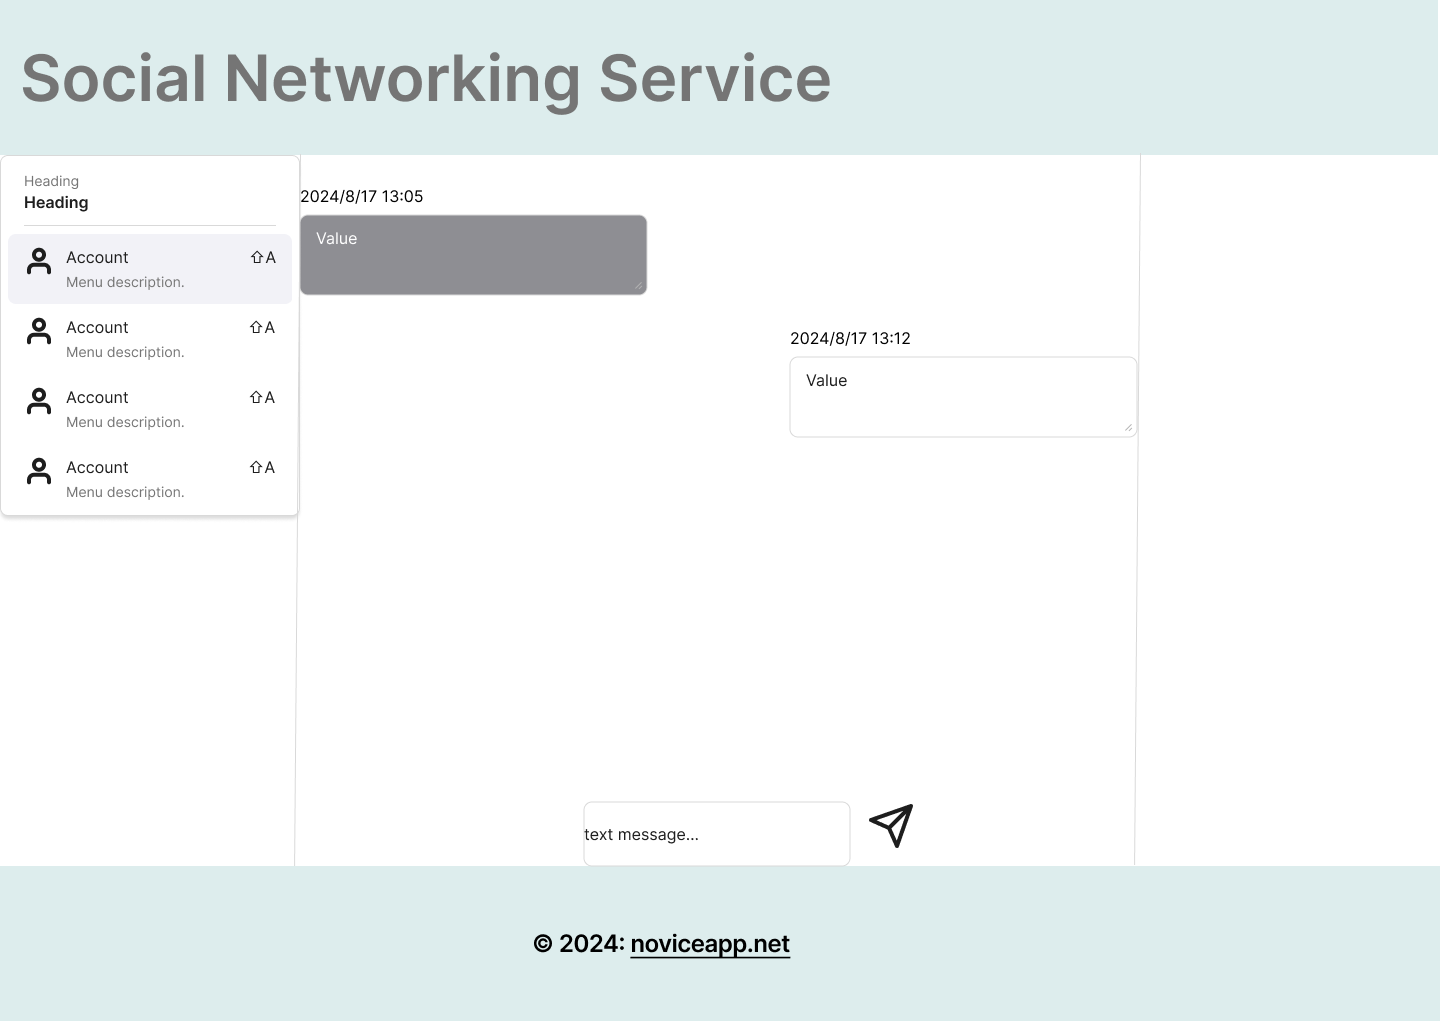 Social Networking Service
Heading
Heading
Account ⇧A
Menu description.
Account ⇧A
Menu description.
Account ⇧A
Menu description.
Account ⇧A
Menu description.
2024/8/17 13:05
Value
2024/8/17 13:12
Value
text message...
© 2024: noviceapp.net